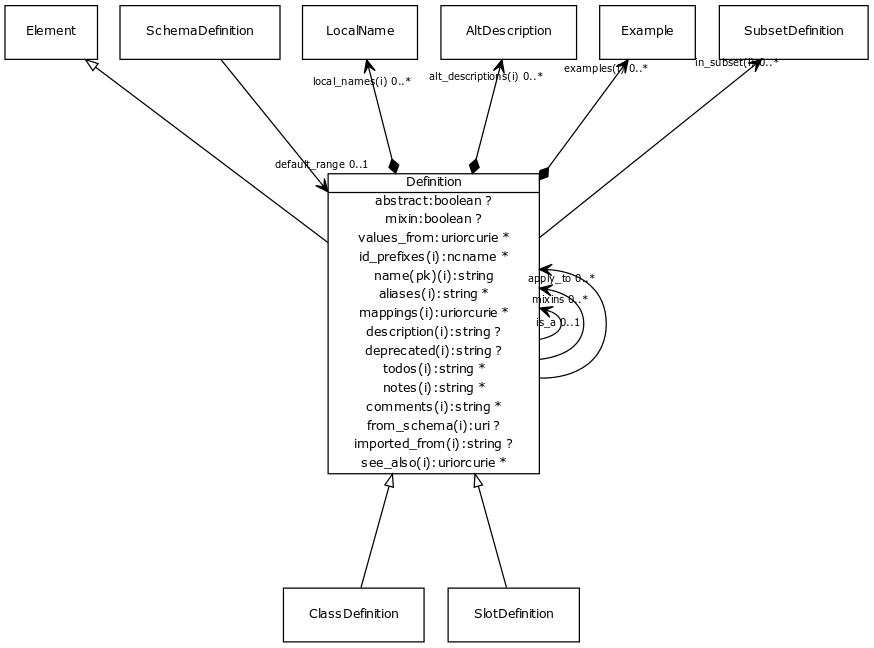 Element
SchemaDefinition
LocalName
AltDescription
Example
SubsetDefinition
local_names(i) 0..*
alt_descriptions(i) 0..*
examples(i) 0..*
in_subset(i) 0..*
default_range 0..1
Definition
abstract:boolean ?
mixin:boolean ?
values_from:uriorcurie *
id_prefixes(i):ncname *
name(pk)(i):string
aliases(i):string *
mappings(i):uriorcurie *
description(i):string ?
deprecated(i):string ?
todos(i):string *
notes(i):string *
comments(i):string *
from_schema(i):uri ?
imported_from(i):string ?
see_also(i):uriorcurie *
apply_to 0..*
mixins 0..*
is_a 0..1
ClassDefinition
SlotDefinition